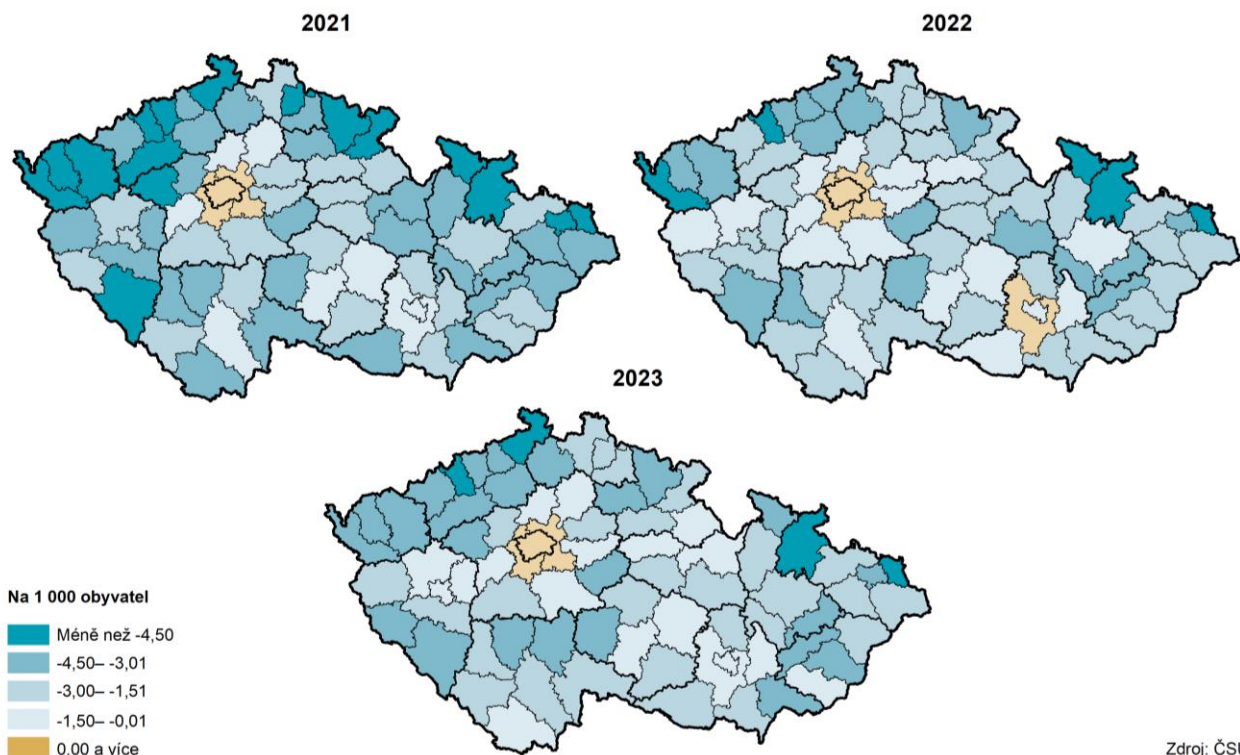 2021
2022
2023
Na 1 000 obyvatel
Méně než -4,50
-4,50– -3,01
-3,00– -1,51
-1,50– -0,01
0,00 a více
Zdroj: ČSÚ